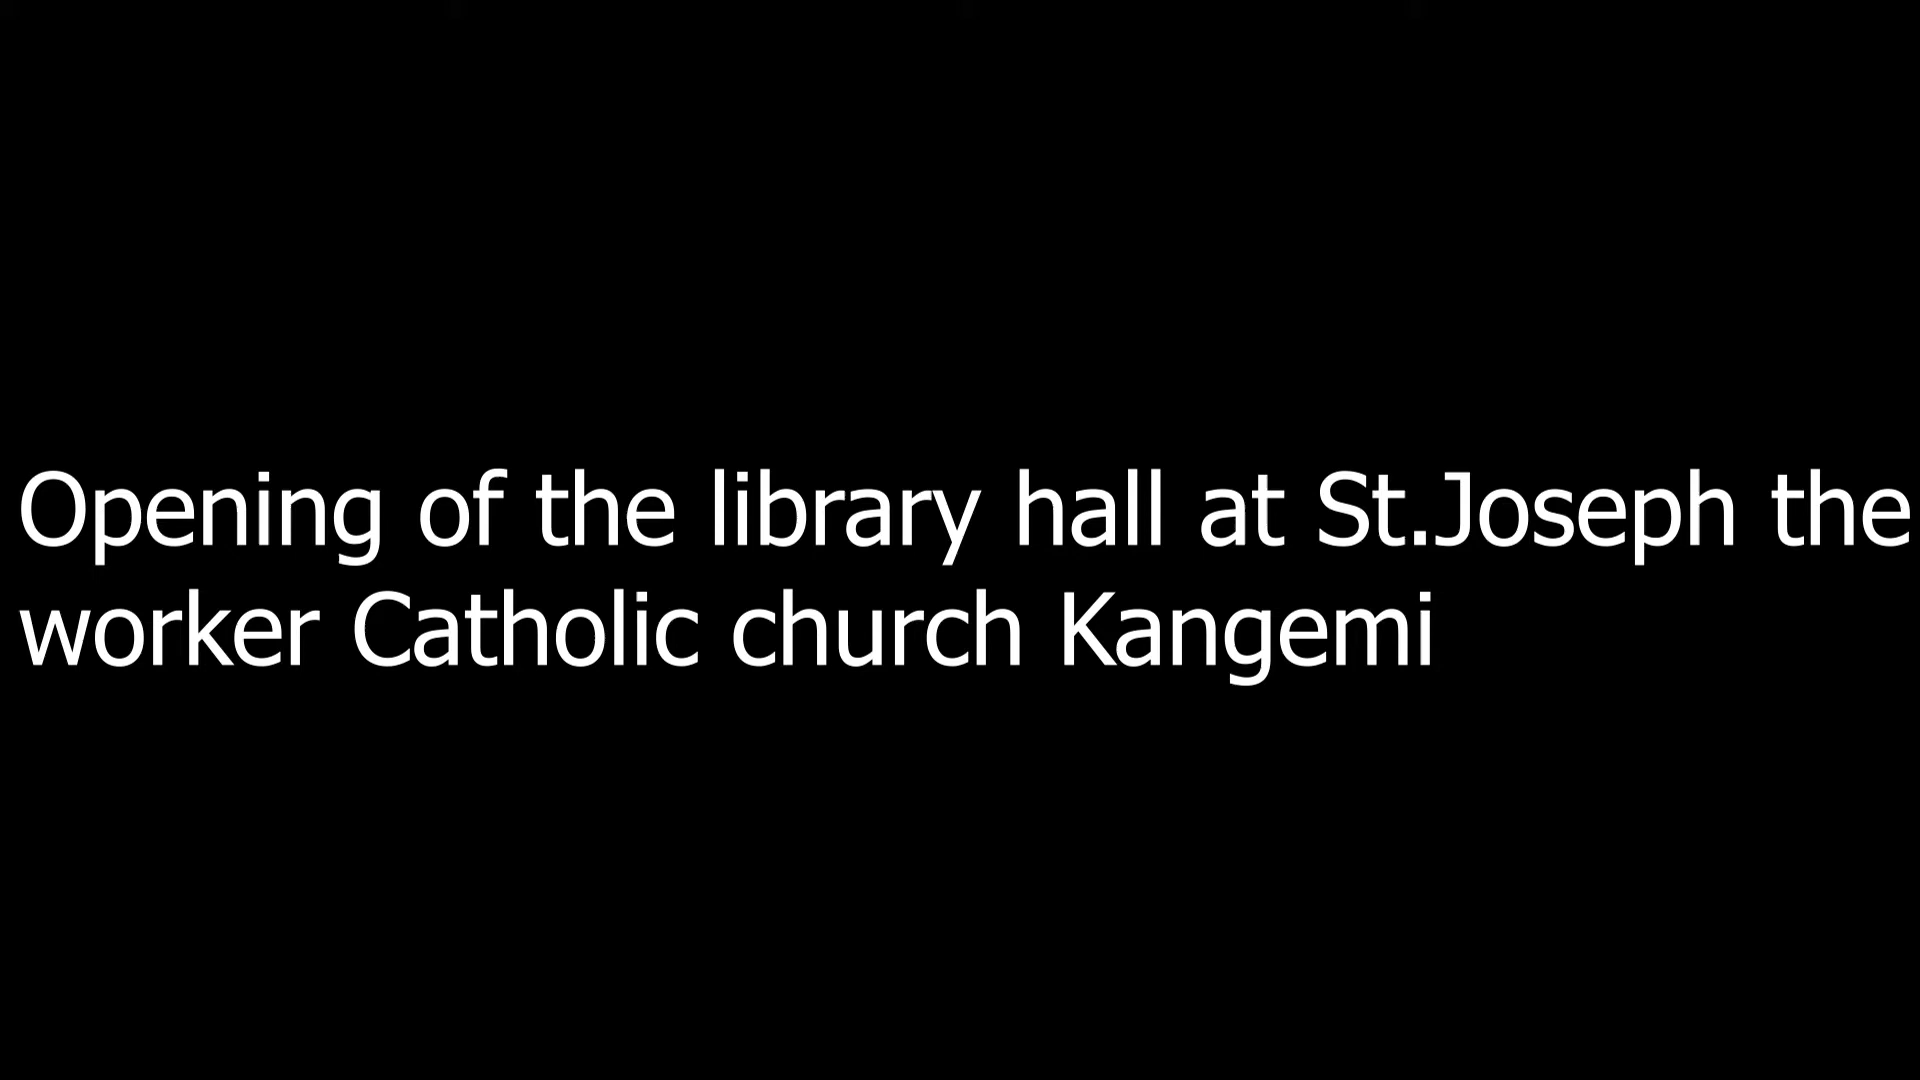 Opening of the library hall at St.Joseph the
worker Catholic church Kangemi